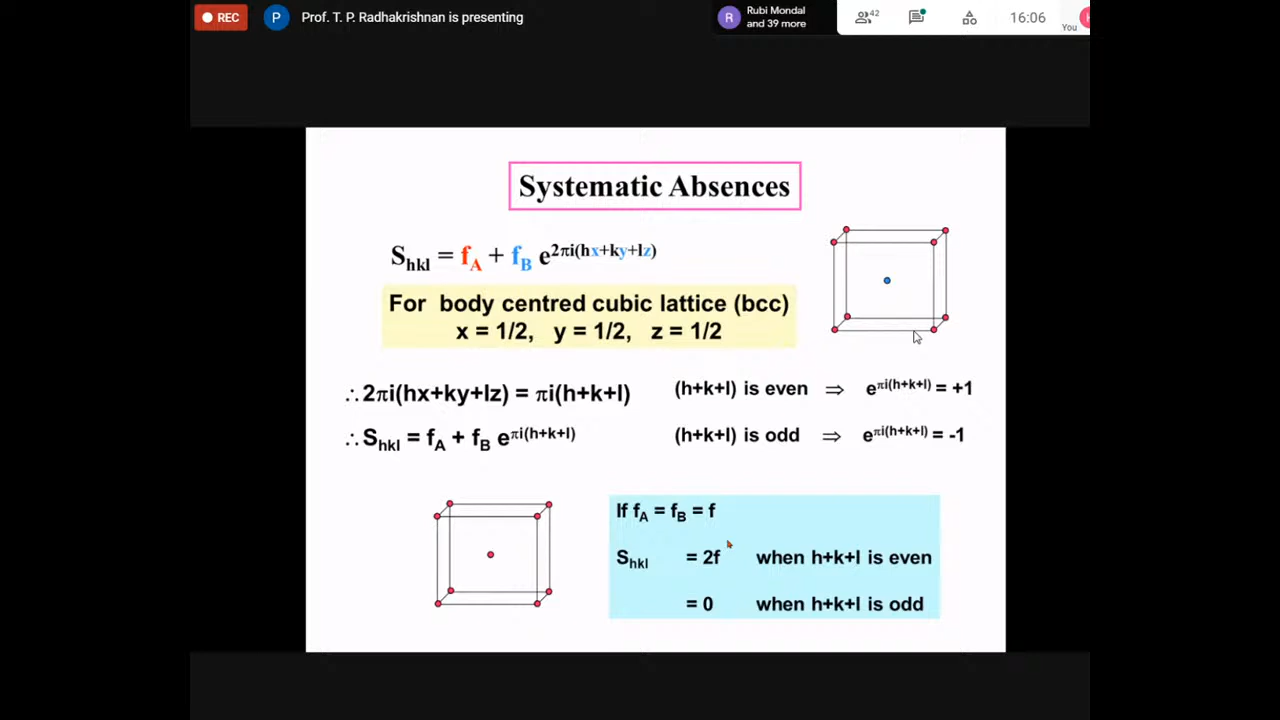 REC
P
Prof. T. P. Radhakrishnan is presenting
R
Rubi Mondal
and 39 more
42
16:06
You
Systematic Absences
S_hkl = f_A + f_B e^2πi(hx+ky+lz)
For body centred cubic lattice (bcc)
x = 1/2, y = 1/2, z = 1/2
∴2πi(hx+ky+lz) = πi(h+k+l)
(h+k+l) is even ⇒ e^πi(h+k+l) = +1
∴S_hkl = f_A + f_B e^πi(h+k+l)
(h+k+l) is odd ⇒ e^πi(h+k+l) = -1
If f_A = f_B = f
S_hkl = 2f when h+k+l is even
= 0 when h+k+l is odd